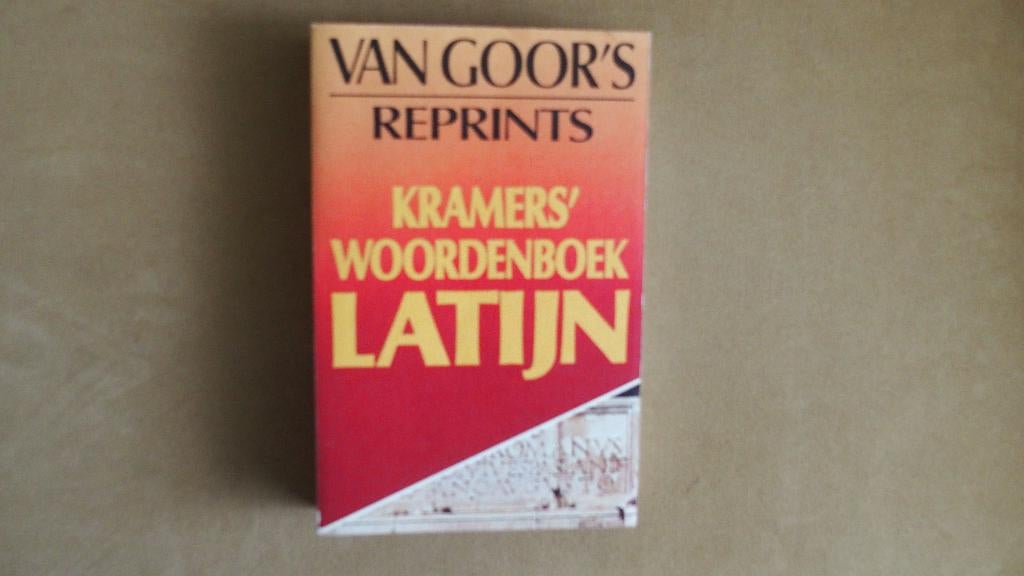 VAN GOOR'S
REPRINTS
KRAMERS'
WOORDENBOEK
LATIJN